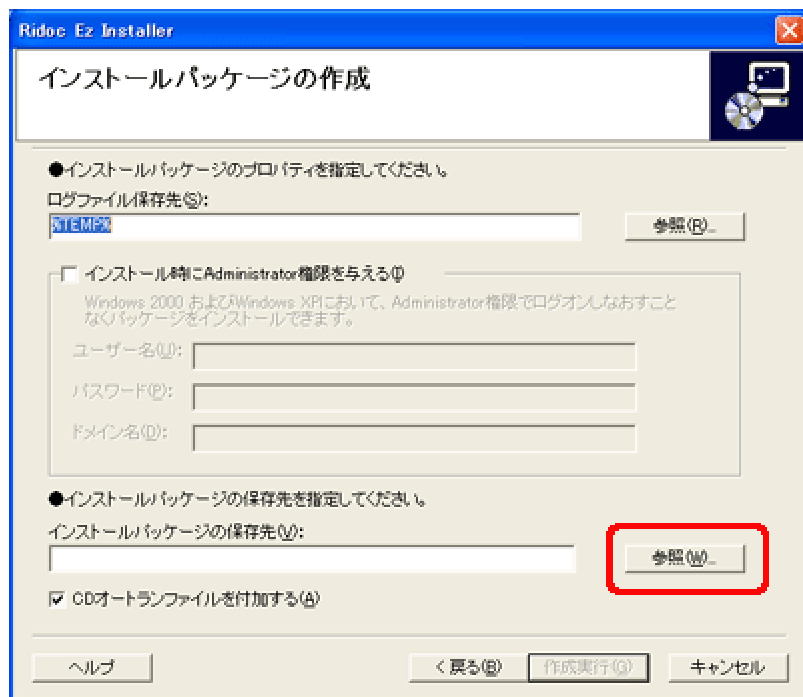 Ridoc Ez Installer
インストールパッケージの作成
●インストールパッケージのプロパティを指定してください。
ログファイル保存先(S):
%TEMP%
参照(R)...
インストール時にAdministrator権限を与える(I)
Windows 2000 およびWindows XPにおいて、Administrator権限でログオンしなおすこと
なくパッケージをインストールできます。
ユーザー名(U):
パスワード(P):
ドメイン名(D):
●インストールパッケージの保存先を指定してください。
インストールパッケージの保存先(V):
参照(W)...
CDオートランファイルを付加する(A)
ヘルプ
< 戻る(B)
作成実行(G)
キャンセル